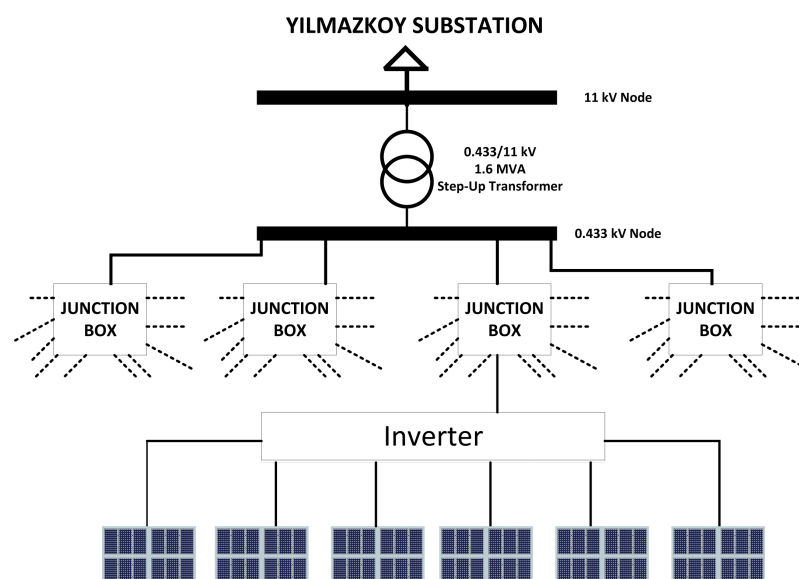 YILMAZKOY SUBSTATION
11 kV Node
0.433/11 kV
1.6 MVA
Step-Up Transformer
0.433 kV Node
JUNCTION
BOX
JUNCTION
BOX
JUNCTION
BOX
JUNCTION
BOX
Inverter